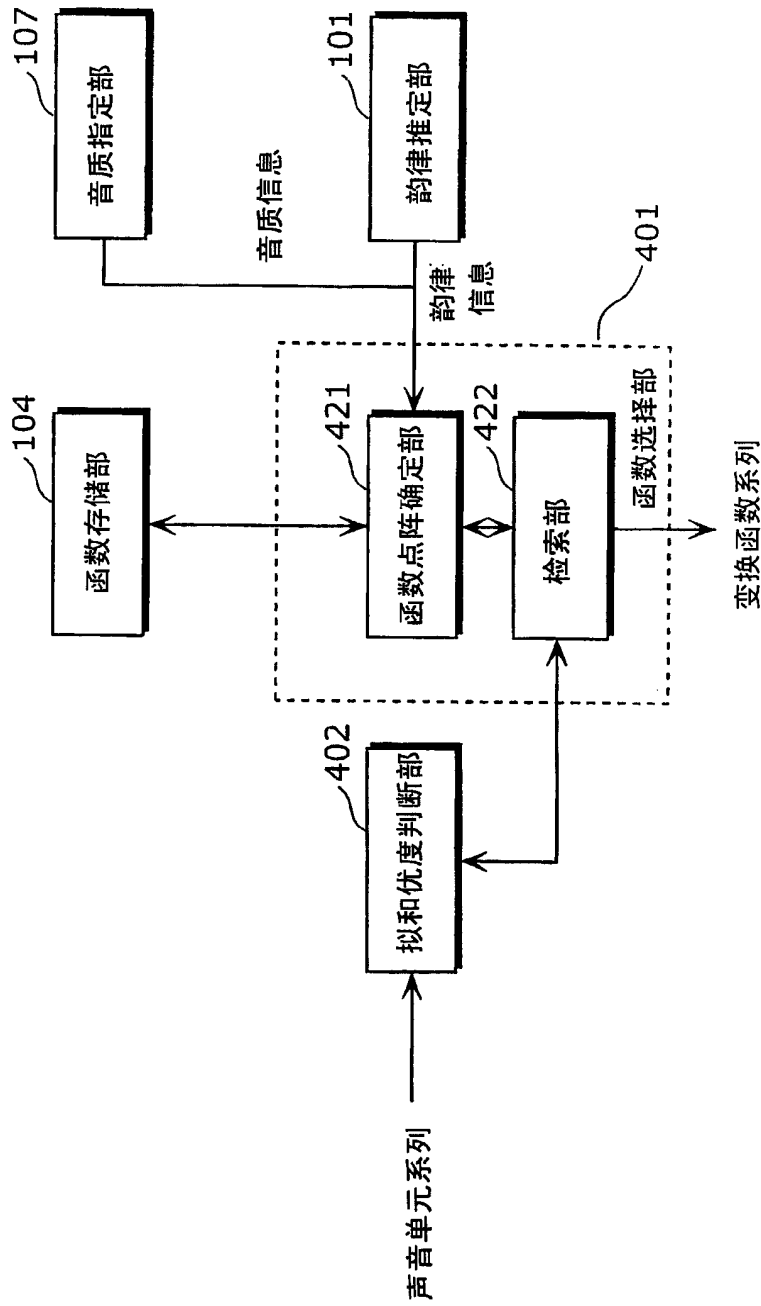 107
音质指定部
101
韵律推定部
音质信息
韵律
信息
401
104
函数存储部
421
函数点阵确定部
422
检索部
函数选择部
变换函数系列
402
拟和优度判断部
声音单元系列